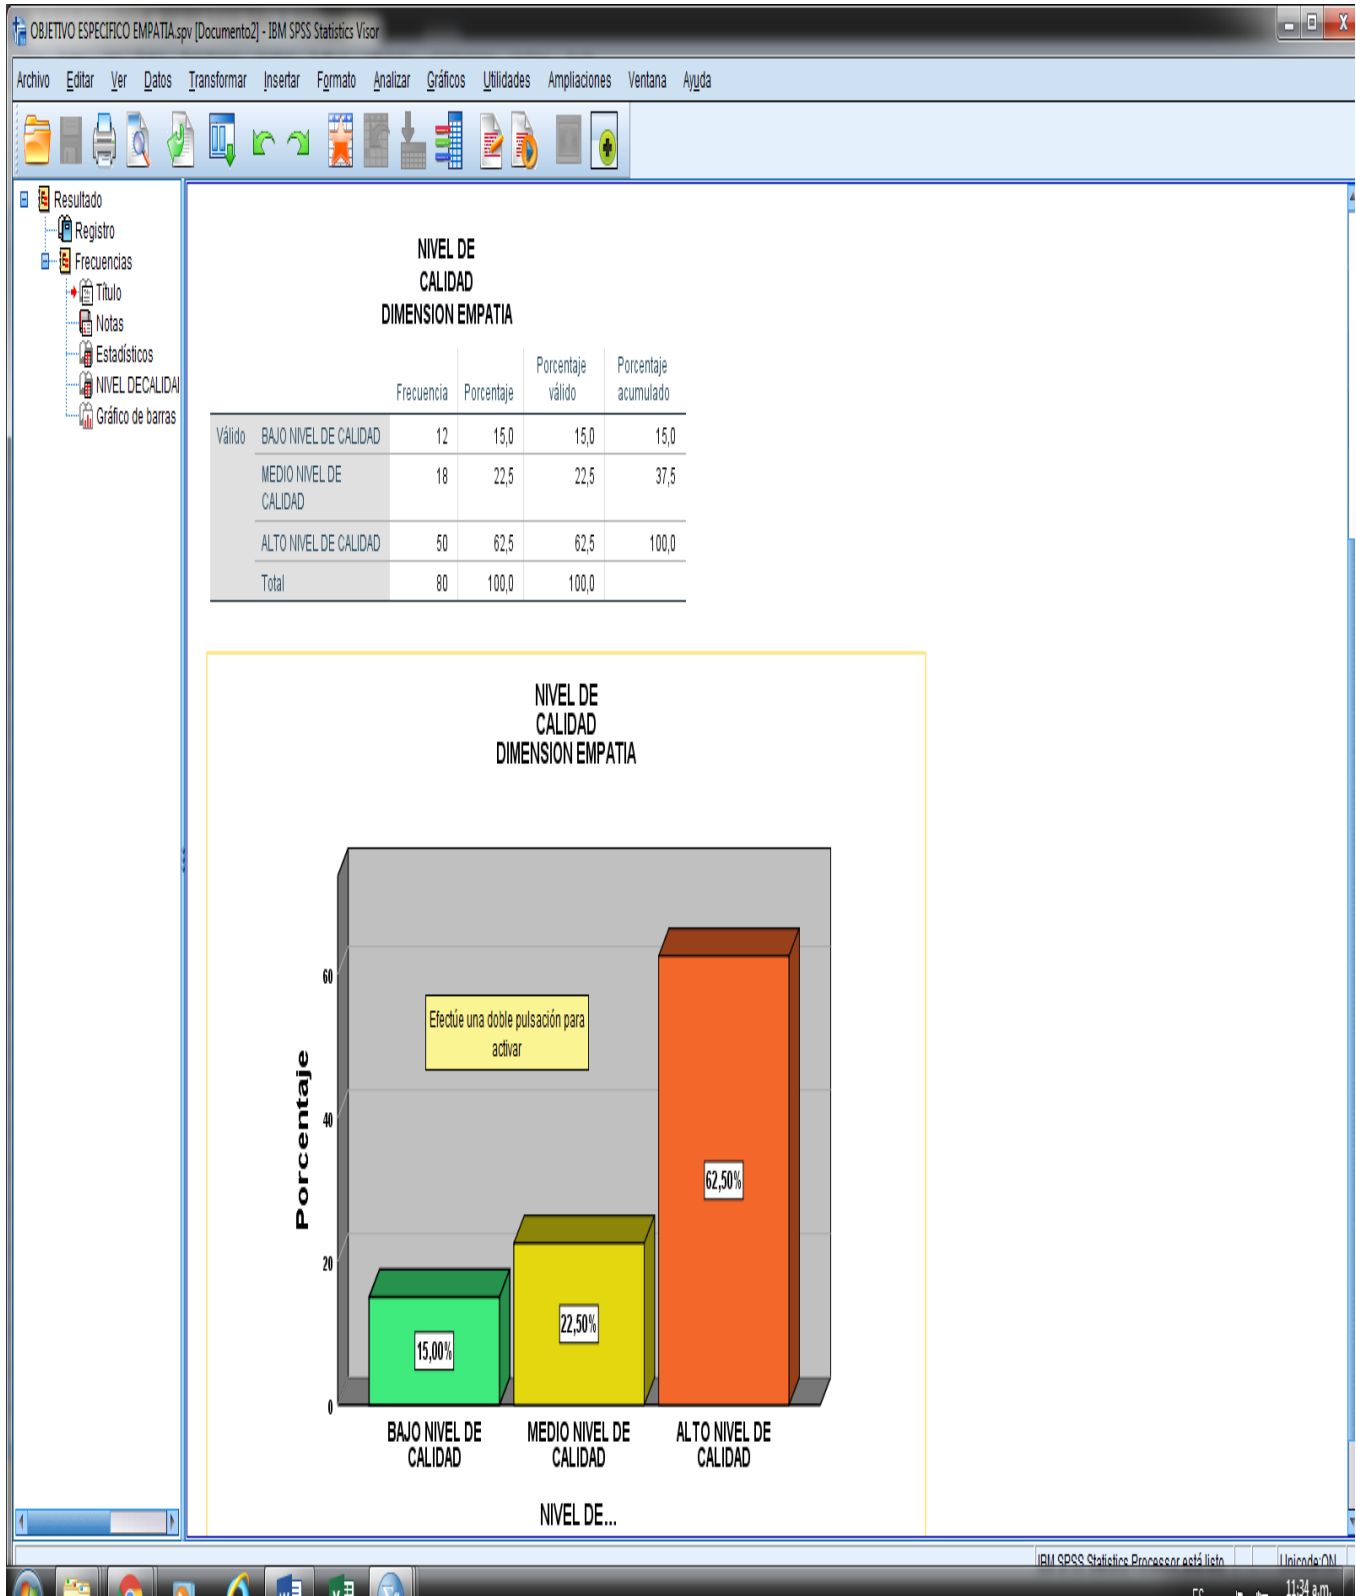 OBJETIVO ESPECIFICO EMPATIA.spv [Documento2] - IBM SPSS Statistics Visor
Archivo Editar Ver Datos Transformar Insertar Formato Analizar Gráficos Utilidades Ampliaciones Ventana Ayuda
Resultado
Registro
Frecuencias
Título
Notas
Estadísticos
NIVEL DECALIDAI
Gráfico de barras
NIVEL DE
CALIDAD
DIMENSION EMPATIA
Frecuencia Porcentaje Porcentaje válido Porcentaje acumulado
Válido BAJO NIVEL DE CALIDAD 12 15,0 15,0 15,0
MEDIO NIVEL DE CALIDAD 18 22,5 22,5 37,5
ALTO NIVEL DE CALIDAD 50 62,5 62,5 100,0
Total 80 100,0 100,0
NIVEL DE
CALIDAD
DIMENSION EMPATIA
60
40
20
0
Porcentaje
Efectúe una doble pulsación para
activar
62,50%
22,50%
15,00%
BAJO NIVEL DE CALIDAD
MEDIO NIVEL DE CALIDAD
ALTO NIVEL DE CALIDAD
NIVEL DE...
IBM SPSS Statistics Processor está listo Unicode:ON
ES 11:34 a.m.